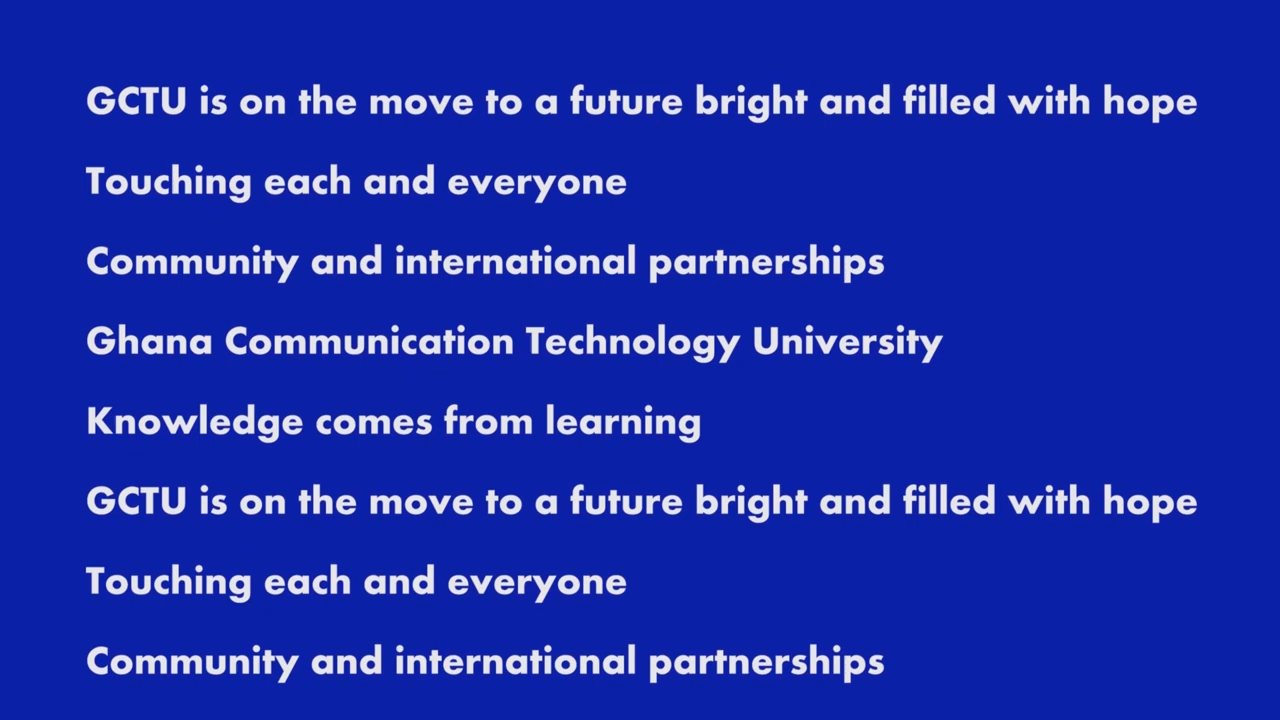 GCTU is on the move to a future bright and filled with hope
Touching each and everyone
Community and international partnerships
Ghana Communication Technology University
Knowledge comes from learning
GCTU is on the move to a future bright and filled with hope
Touching each and everyone
Community and international partnerships